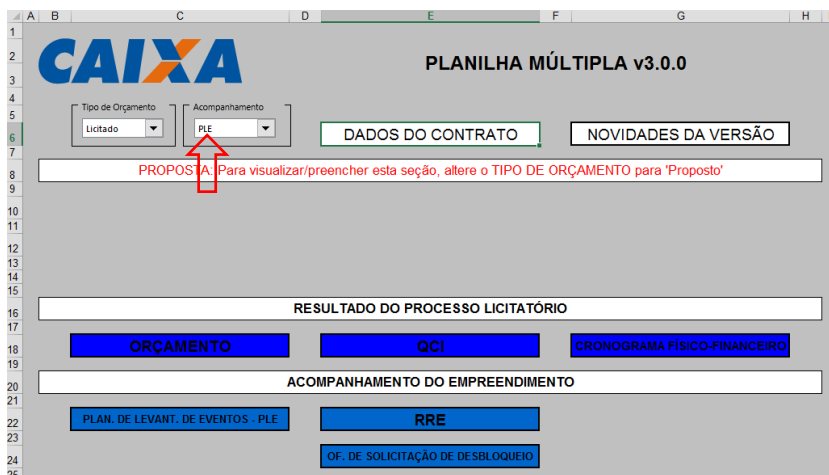 A B C D E F G H
1
2
3
4
5
6
7
8
9
10
11
12
13
14
15
16
17
18
19
20
21
22
23
24
25
CAIXA
PLANILHA MÚLTIPLA v3.0.0
Tipo de Orçamento
Acompanhamento
Licitado
PLE
DADOS DO CONTRATO
NOVIDADES DA VERSÃO
PROPOSTA: Para visualizar/preencher esta seção, altere o TIPO DE ORÇAMENTO para 'Proposto'
RESULTADO DO PROCESSO LICITATÓRIO
ORÇAMENTO
QCI
CRONOGRAMA FÍSICO-FINANCEIRO
ACOMPANHAMENTO DO EMPREENDIMENTO
PLAN. DE LEVANT. DE EVENTOS - PLE
RRE
OF. DE SOLICITAÇÃO DE DESBLOQUEIO